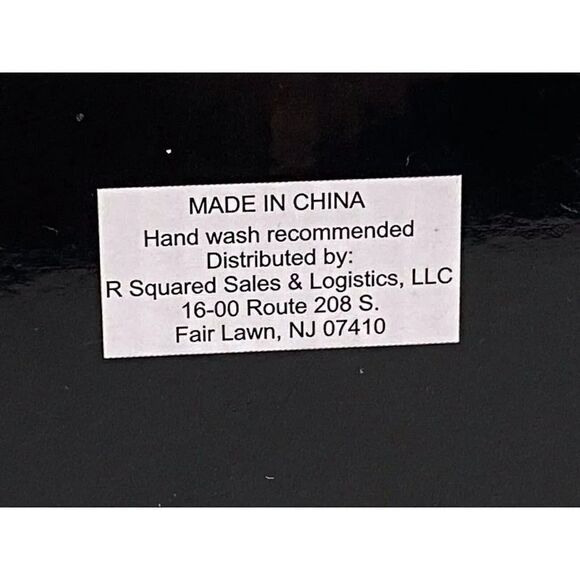 MADE IN CHINA
Hand wash recommended
Distributed by:
R Squared Sales & Logistics, LLC
16-00 Route 208 S.
Fair Lawn, NJ 07410